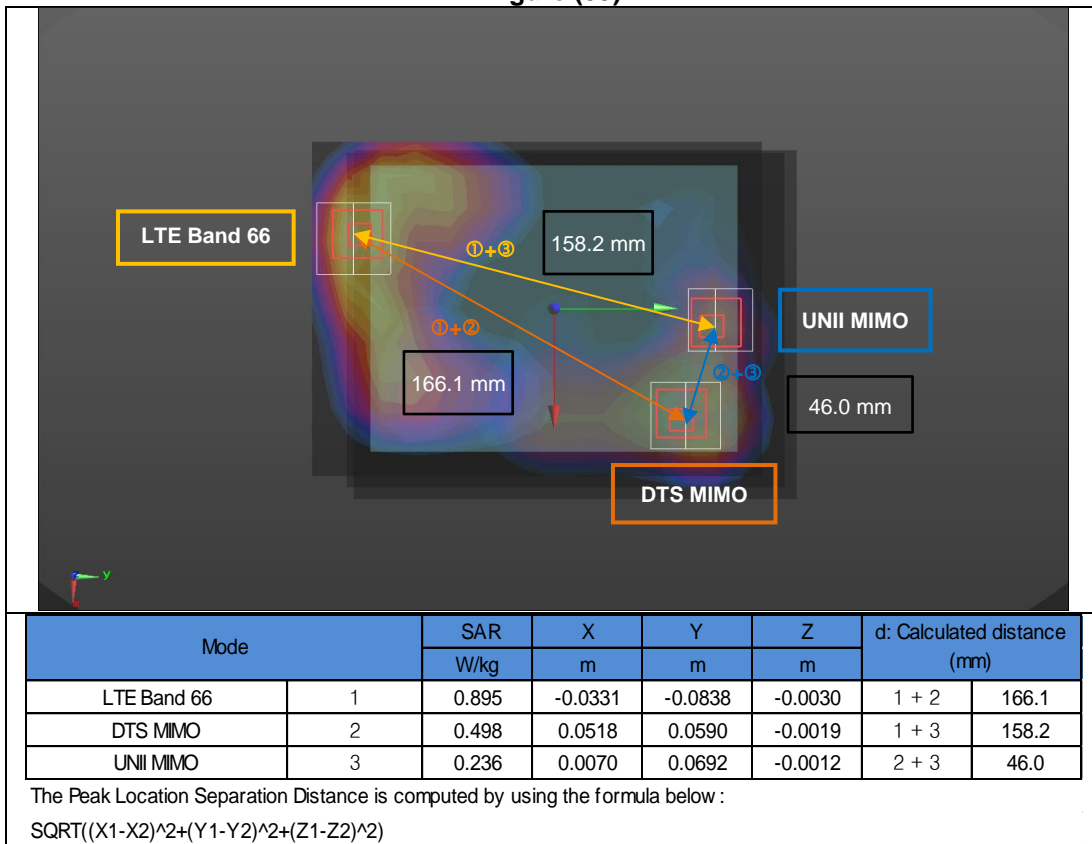 LTE Band 66
①+③
158.2 mm
UNII MIMO
①+②
166.1 mm
②+③
46.0 mm
DTS MIMO
Y
X
Mode SAR X Y Z d: Calculated distance (mm)
W/kg m m m
LTE Band 66 1 0.895 -0.0331 -0.0838 -0.0030 1 + 2 166.1
DTS MIMO 2 0.498 0.0518 0.0590 -0.0019 1 + 3 158.2
UNII MIMO 3 0.236 0.0070 0.0692 -0.0012 2 + 3 46.0
The Peak Location Separation Distance is computed by using the formula below :
SQRT((X1-X2)^2+(Y1-Y2)^2+(Z1-Z2)^2)